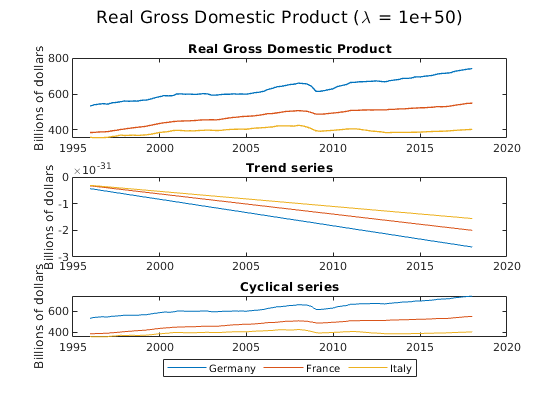 Real Gross Domestic Product (λ = 1e+50)
Real Gross Domestic Product
Billions of dollars
800
600
400
1995 2000 2005 2010 2015 2020
Trend series
×10^-31
Billions of dollars
0
-1
-2
-3
1995 2000 2005 2010 2015 2020
Cyclical series
Billions of dollars
600
400
1995 2000 2005 2010 2015 2020
Germany France Italy